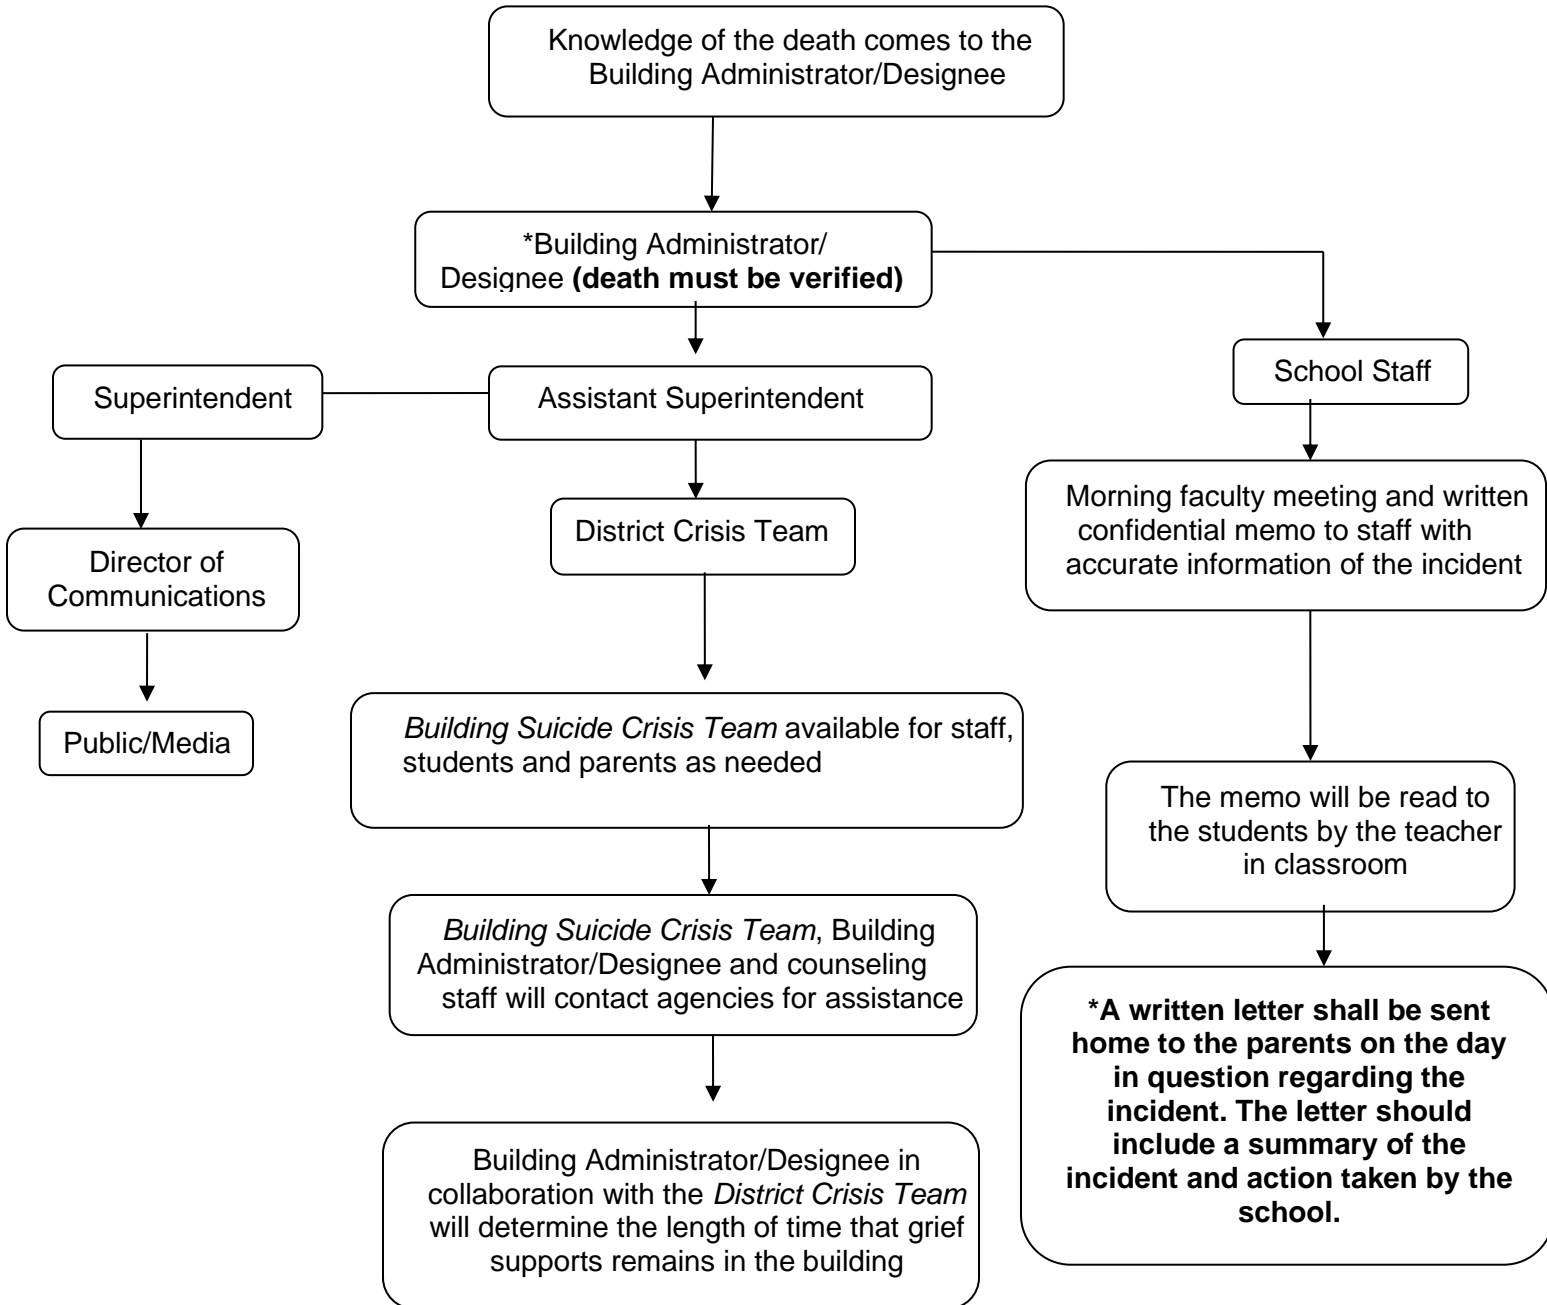 Knowledge of the death comes to the
Building Administrator/Designee
*Building Administrator/
Designee (death must be verified)
Superintendent
Assistant Superintendent
School Staff
Director of
Communications
District Crisis Team
Morning faculty meeting and written
confidential memo to staff with
accurate information of the incident
Public/Media
Building Suicide Crisis Team available for staff,
students and parents as needed
The memo will be read to
the students by the teacher
in classroom
Building Suicide Crisis Team, Building
Administrator/Designee and counseling
staff will contact agencies for assistance
*A written letter shall be sent
home to the parents on the day
in question regarding the
incident. The letter should
include a summary of the
incident and action taken by the
school.
Building Administrator/Designee in
collaboration with the District Crisis Team
will determine the length of time that grief
supports remains in the building